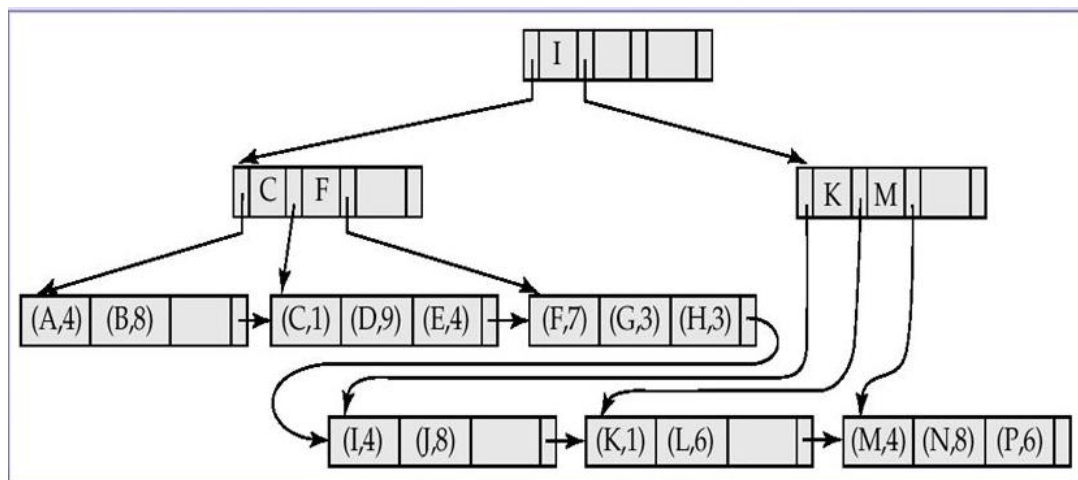 I
C F
K M
(A,4) (B,8) (C,1) (D,9) (E,4) (F,7) (G,3) (H,3)
(I,4) (J,8) (K,1) (L,6) (M,4) (N,8) (P,6)